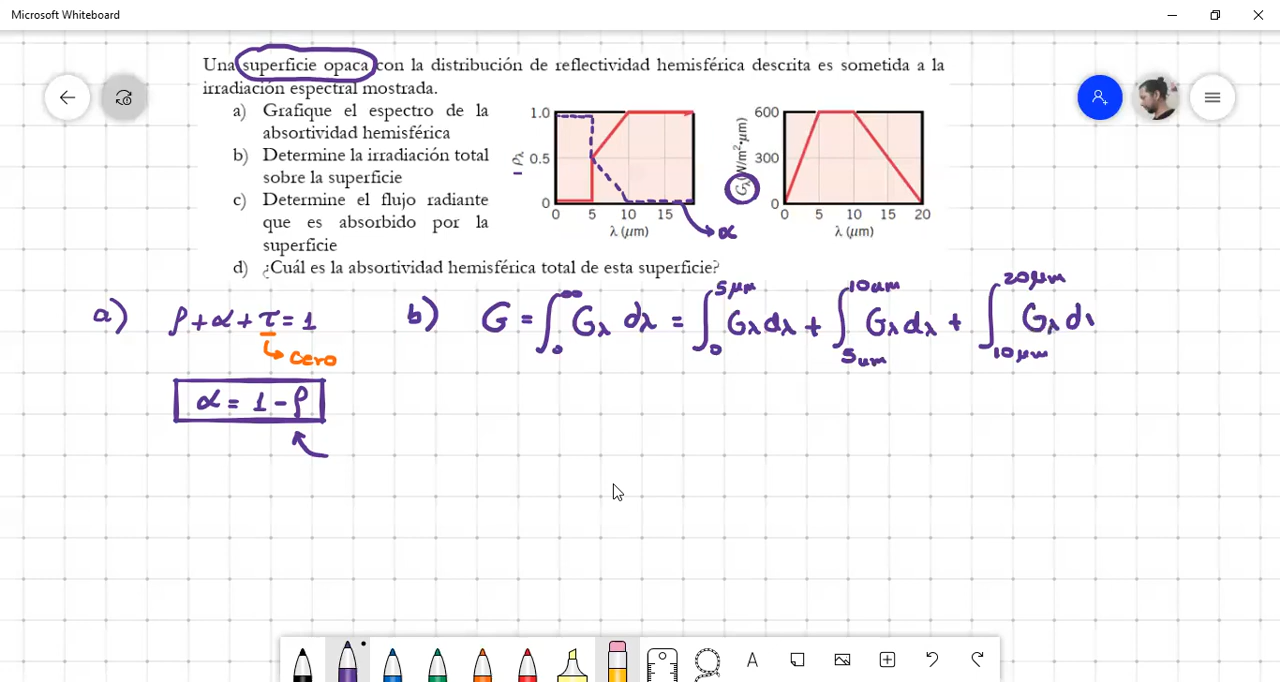 Microsoft Whiteboard
Una superficie opaca con la distribución de reflectividad hemisférica descrita es sometida a la
irradiación espectral mostrada.
a) Grafique el espectro de la
absortividad hemisférica
b) Determine la irradiación total
sobre la superficie
c) Determine el flujo radiante
que es absorbido por la
superficie
d) ¿Cuál es la absortividad hemisférica total de esta superficie?
1.0
0.5
0
ρλ
0 5 10 15
λ (μm)
α
600
300
0
Gλ (W/m²•μm)
0 5 10 15 20
λ (μm)
a) ρ + α + τ = 1
cero
α = 1 - ρ
b) G = ∫₀^∞ Gλ dλ = ∫₀^5μm Gλ dλ + ∫5μm^10μm Gλ dλ + ∫10μm^20μm Gλ dλ
A